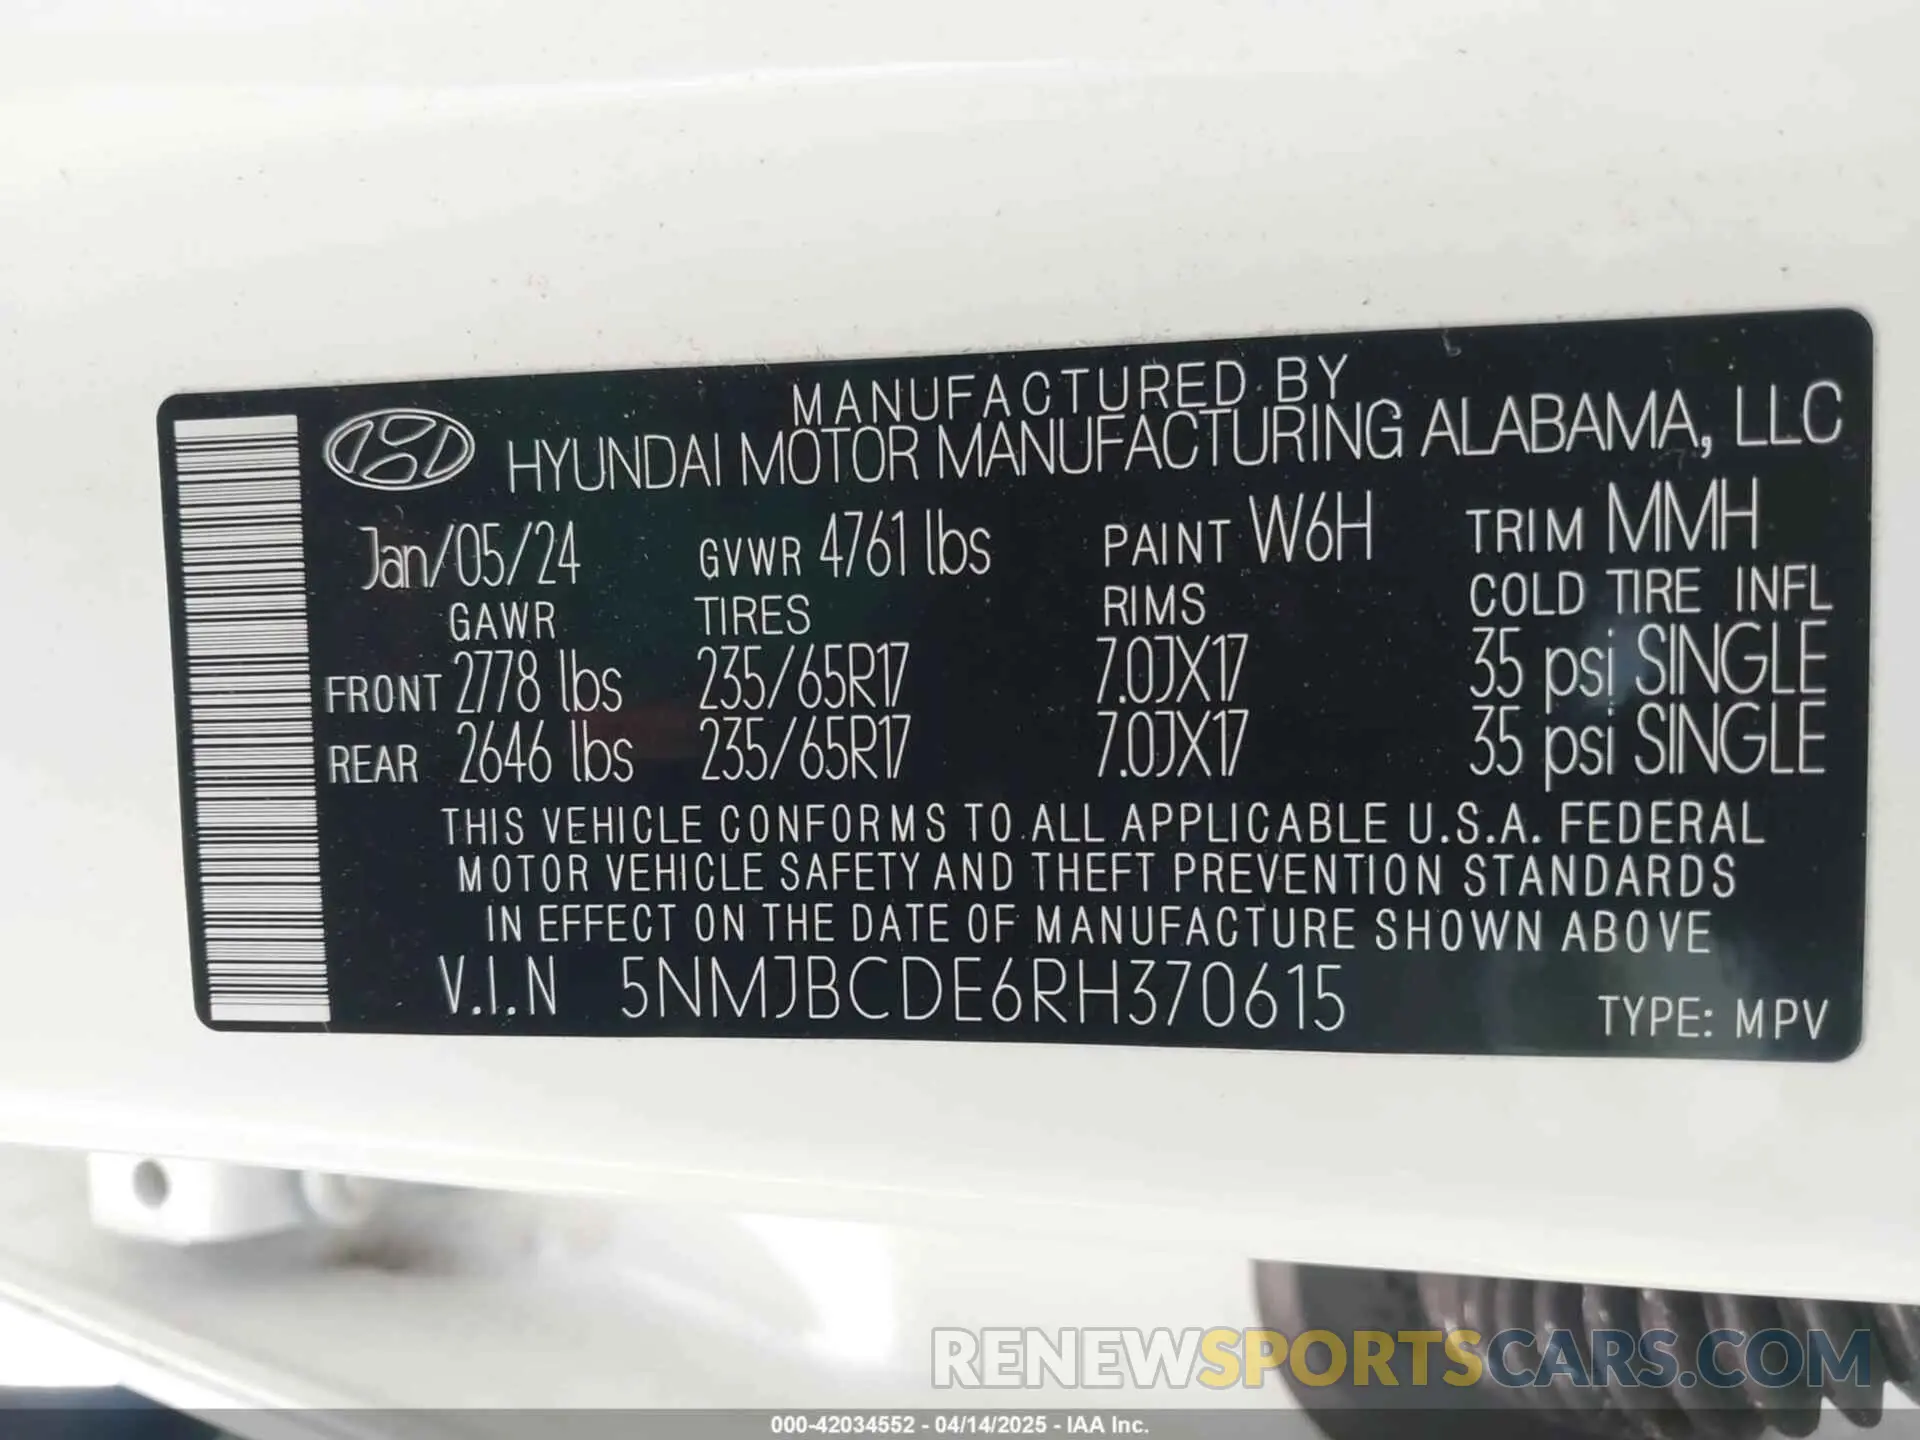 MANUFACTURED BY
HYUNDAI MOTOR MANUFACTURING ALABAMA, LLC
Jan/05/24 GVWR 4761 lbs PAINT W6H TRIM MMH
GAWR TIRES RIMS COLD TIRE INFL
FRONT 2778 lbs 235/65R17 7.0JX17 35 psi SINGLE
REAR 2646 lbs 235/65R17 7.0JX17 35 psi SINGLE
THIS VEHICLE CONFORMS TO ALL APPLICABLE U.S.A. FEDERAL
MOTOR VEHICLE SAFETY AND THEFT PREVENTION STANDARDS
IN EFFECT ON THE DATE OF MANUFACTURE SHOWN ABOVE
V.I.N 5NMJBCDE6RH370615 TYPE: MPV
RENEWSPORTSCARS.COM
000-42034552 - 04/14/2025 - IAA Inc.